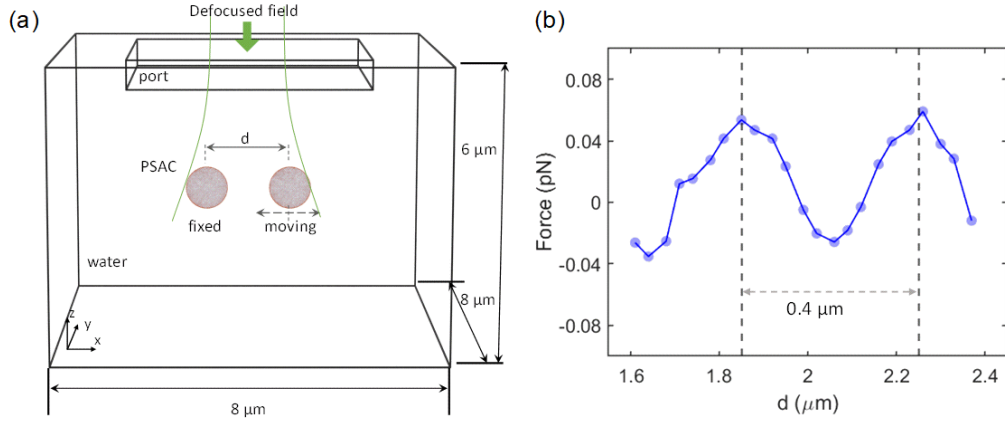 (a)
Defocused field
port
d
PSAC
fixed
moving
water
z
y
x
6 μm
8 μm
8 μm
(b)
Force (pN)
0.08
0.04
0
-0.04
-0.08
0.4 μm
1.6
1.8
2
2.2
2.4
d (μm)